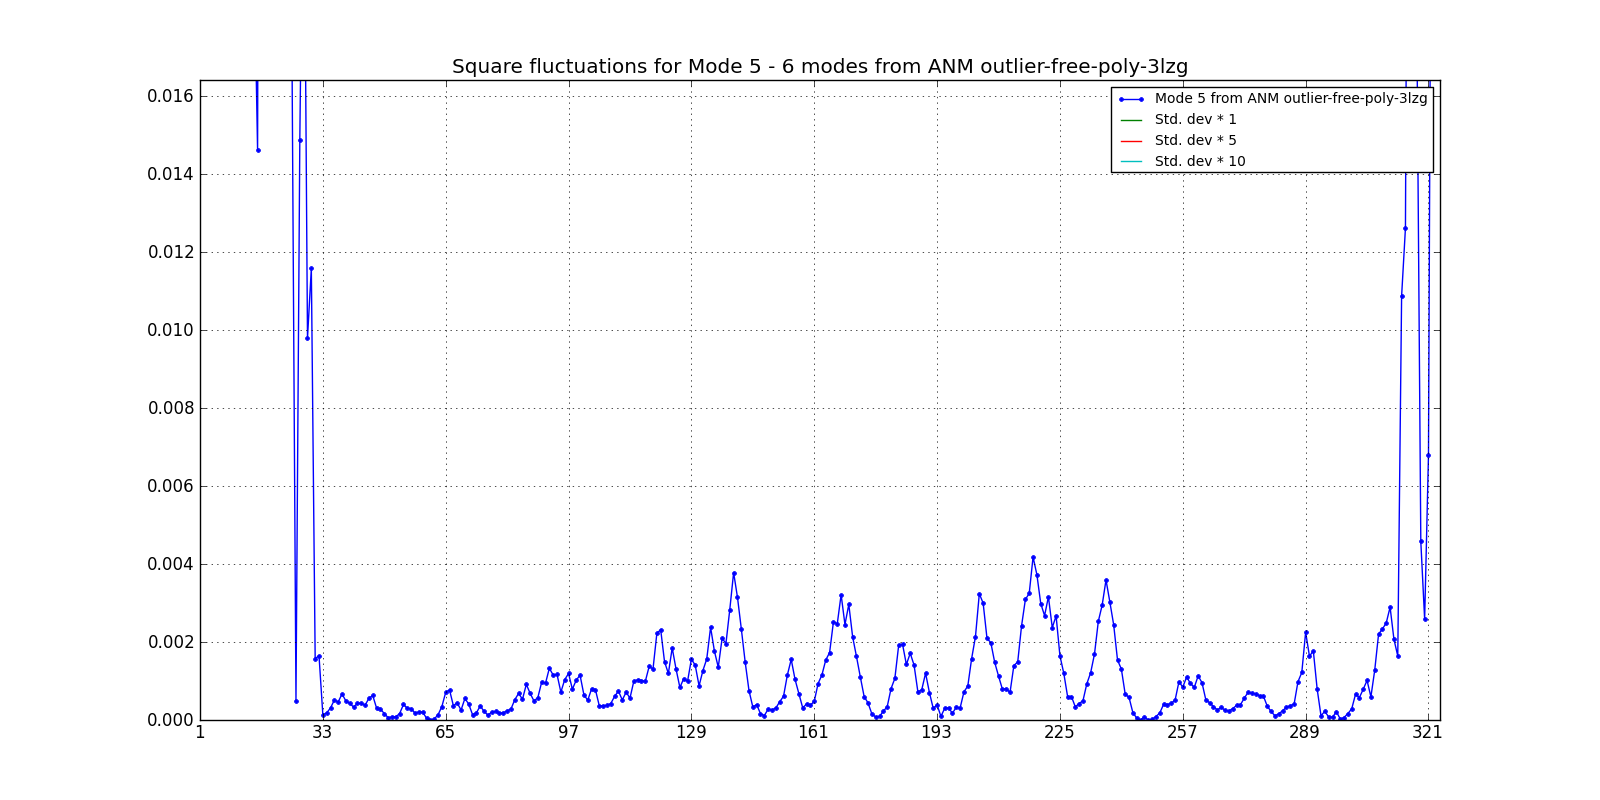 Square fluctuations for Mode 5 - 6 modes from ANM outlier-free-poly-3lzg
Mode 5 from ANM outlier-free-poly-3lzg
Std. dev * 1
Std. dev * 5
Std. dev * 10
0.016
0.014
0.012
0.010
0.008
0.006
0.004
0.002
0.000
1 33 65 97 129 161 193 225 257 289 321